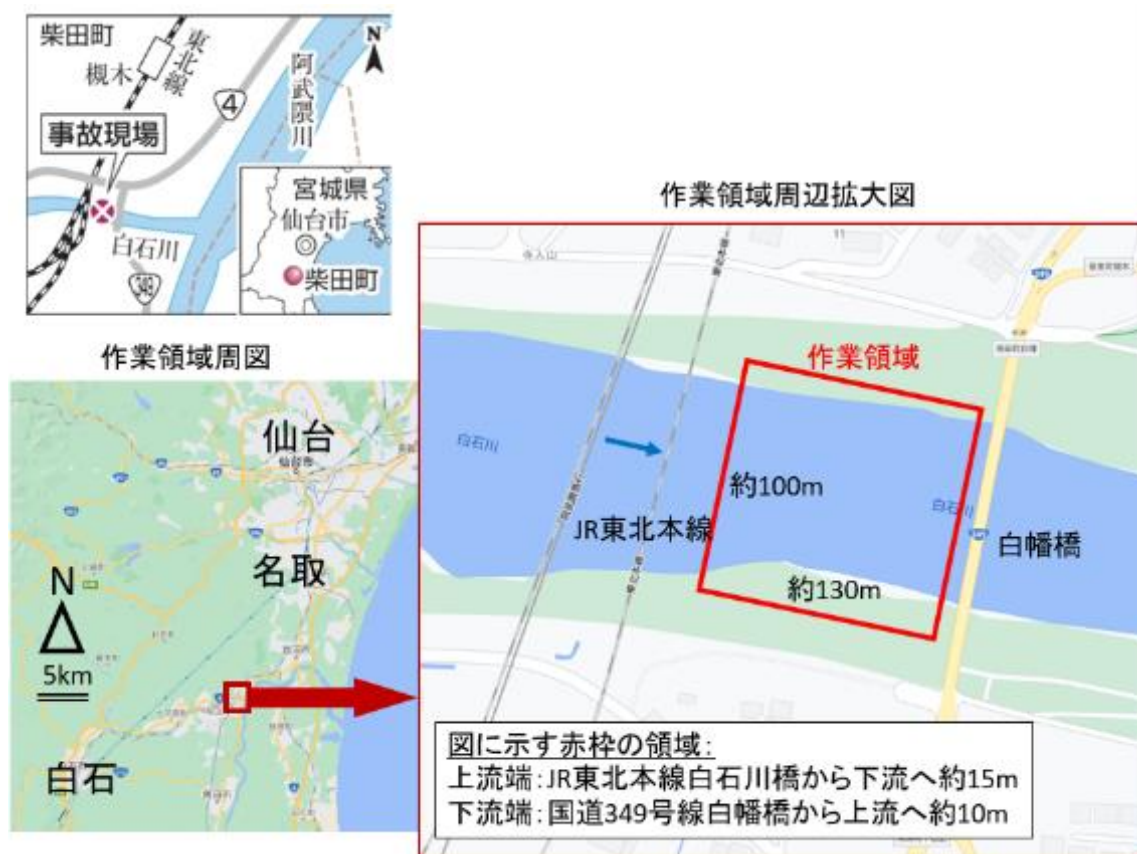 柴田町
槻木
東北線
4
阿武隈川
N
事故現場
白石川
349
宮城県
仙台市
柴田町
作業領域周図
仙台
仙台市
名取
N
5km
白石
作業領域周辺拡大図
11
作業領域
白石川
約100m
JR東北本線
白石川
白幡橋
約130m
図に示す赤枠の領域:
上流端:JR東北本線白石川橋から下流へ約15m
下流端:国道349号線白幡橋から上流へ約10m